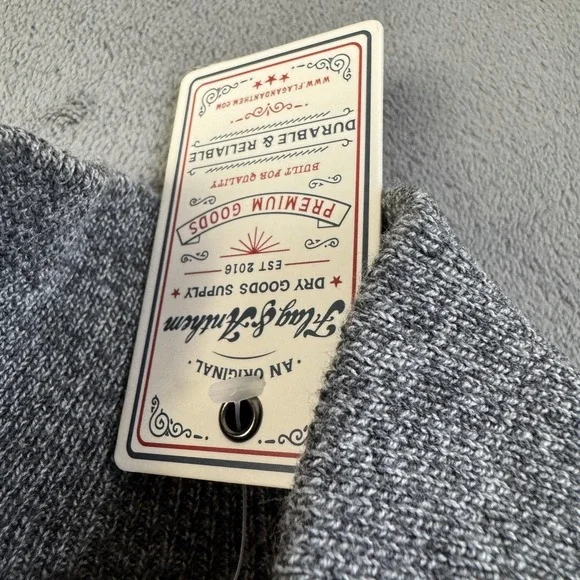 · AN ORIGINAL ·
Flag & Anthem
★ DRY GOODS SUPPLY ★
EST 2016
PREMIUM GOODS
BUILT FOR QUALITY
DURABLE & RELIABLE
★ ★ ★
WWW.FLAGANDANTHEM.COM